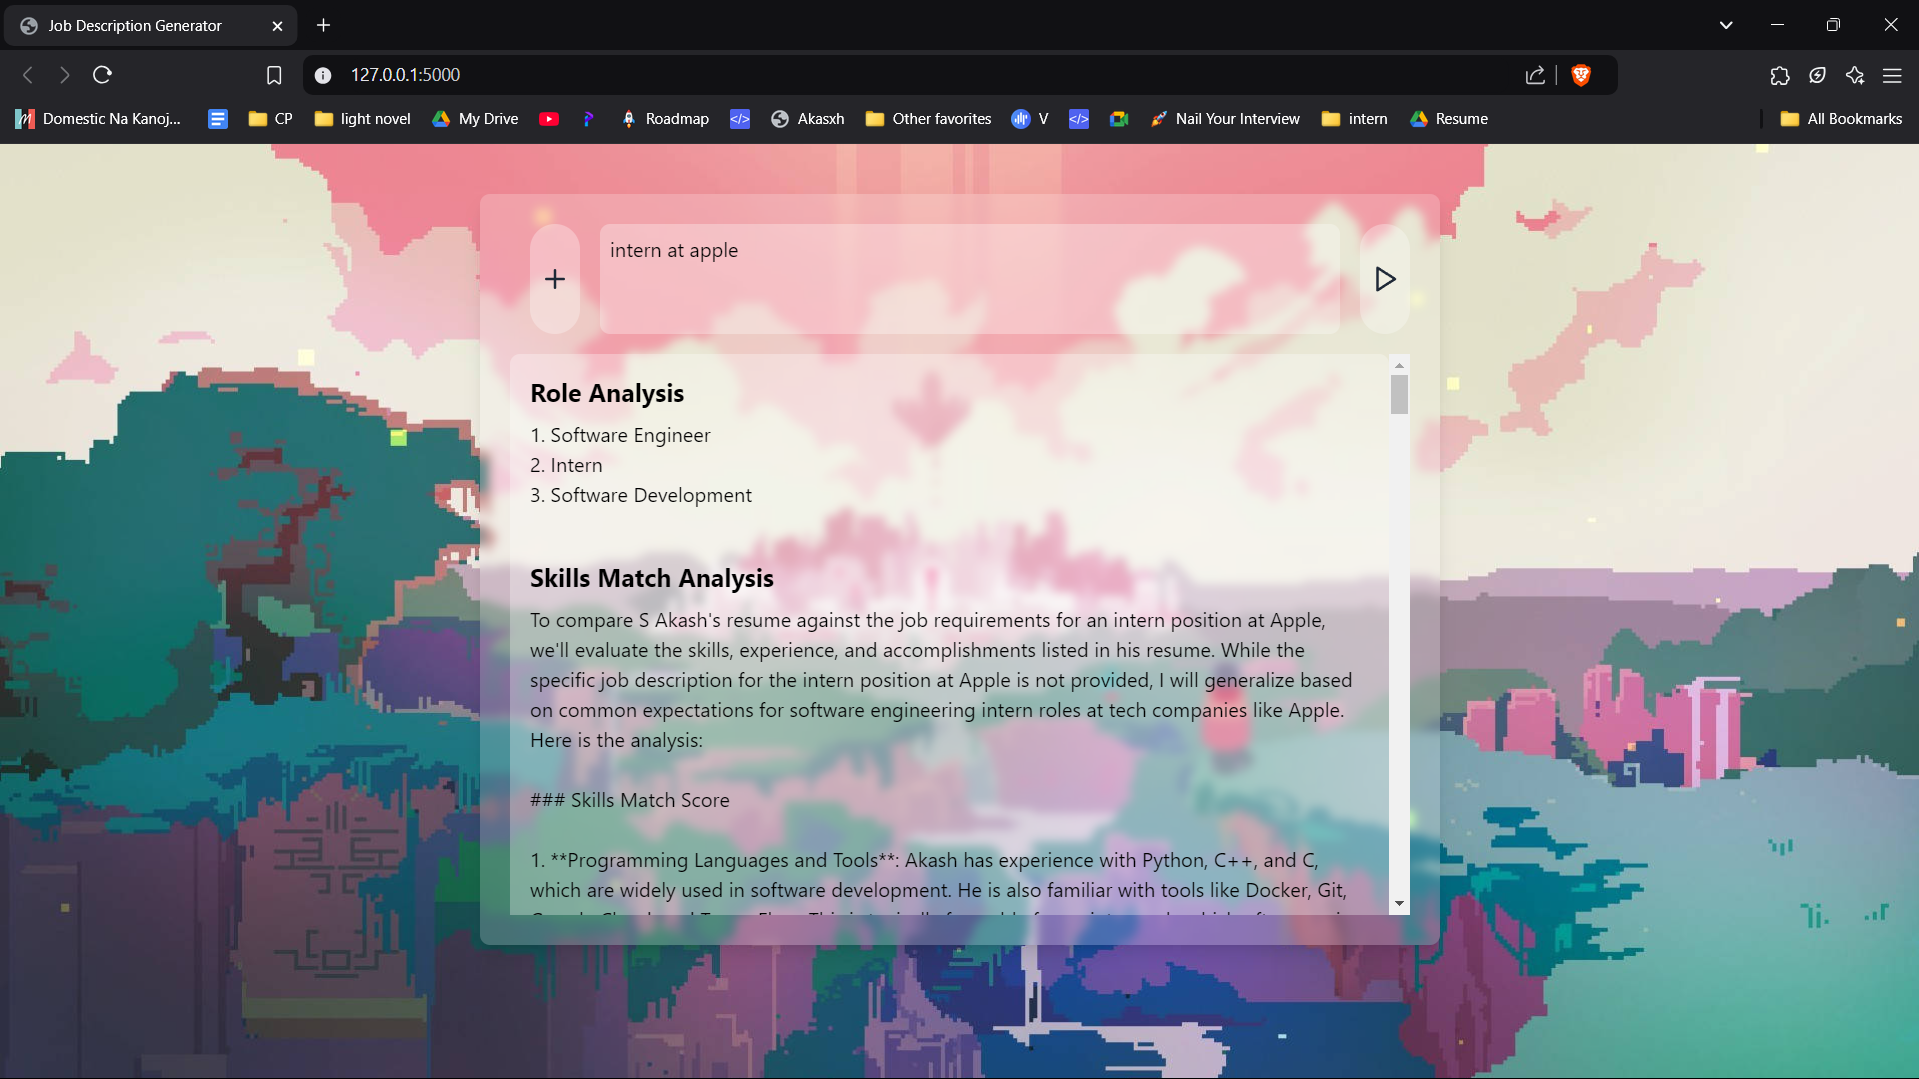 Job Description Generator
127.0.0.1:5000
Domestic Na Kanoj...
CP
light novel
My Drive
Roadmap
Akasxh
Other favorites
V
Nail Your Interview
intern
Resume
All Bookmarks
intern at apple
Role Analysis
1. Software Engineer
2. Intern
3. Software Development
Skills Match Analysis
To compare S Akash's resume against the job requirements for an intern position at Apple,
we'll evaluate the skills, experience, and accomplishments listed in his resume. While the
specific job description for the intern position at Apple is not provided, I will generalize based
on common expectations for software engineering intern roles at tech companies like Apple.
Here is the analysis:
### Skills Match Score
1. **Programming Languages and Tools**: Akash has experience with Python, C++, and C,
which are widely used in software development. He is also familiar with tools like Docker, Git,